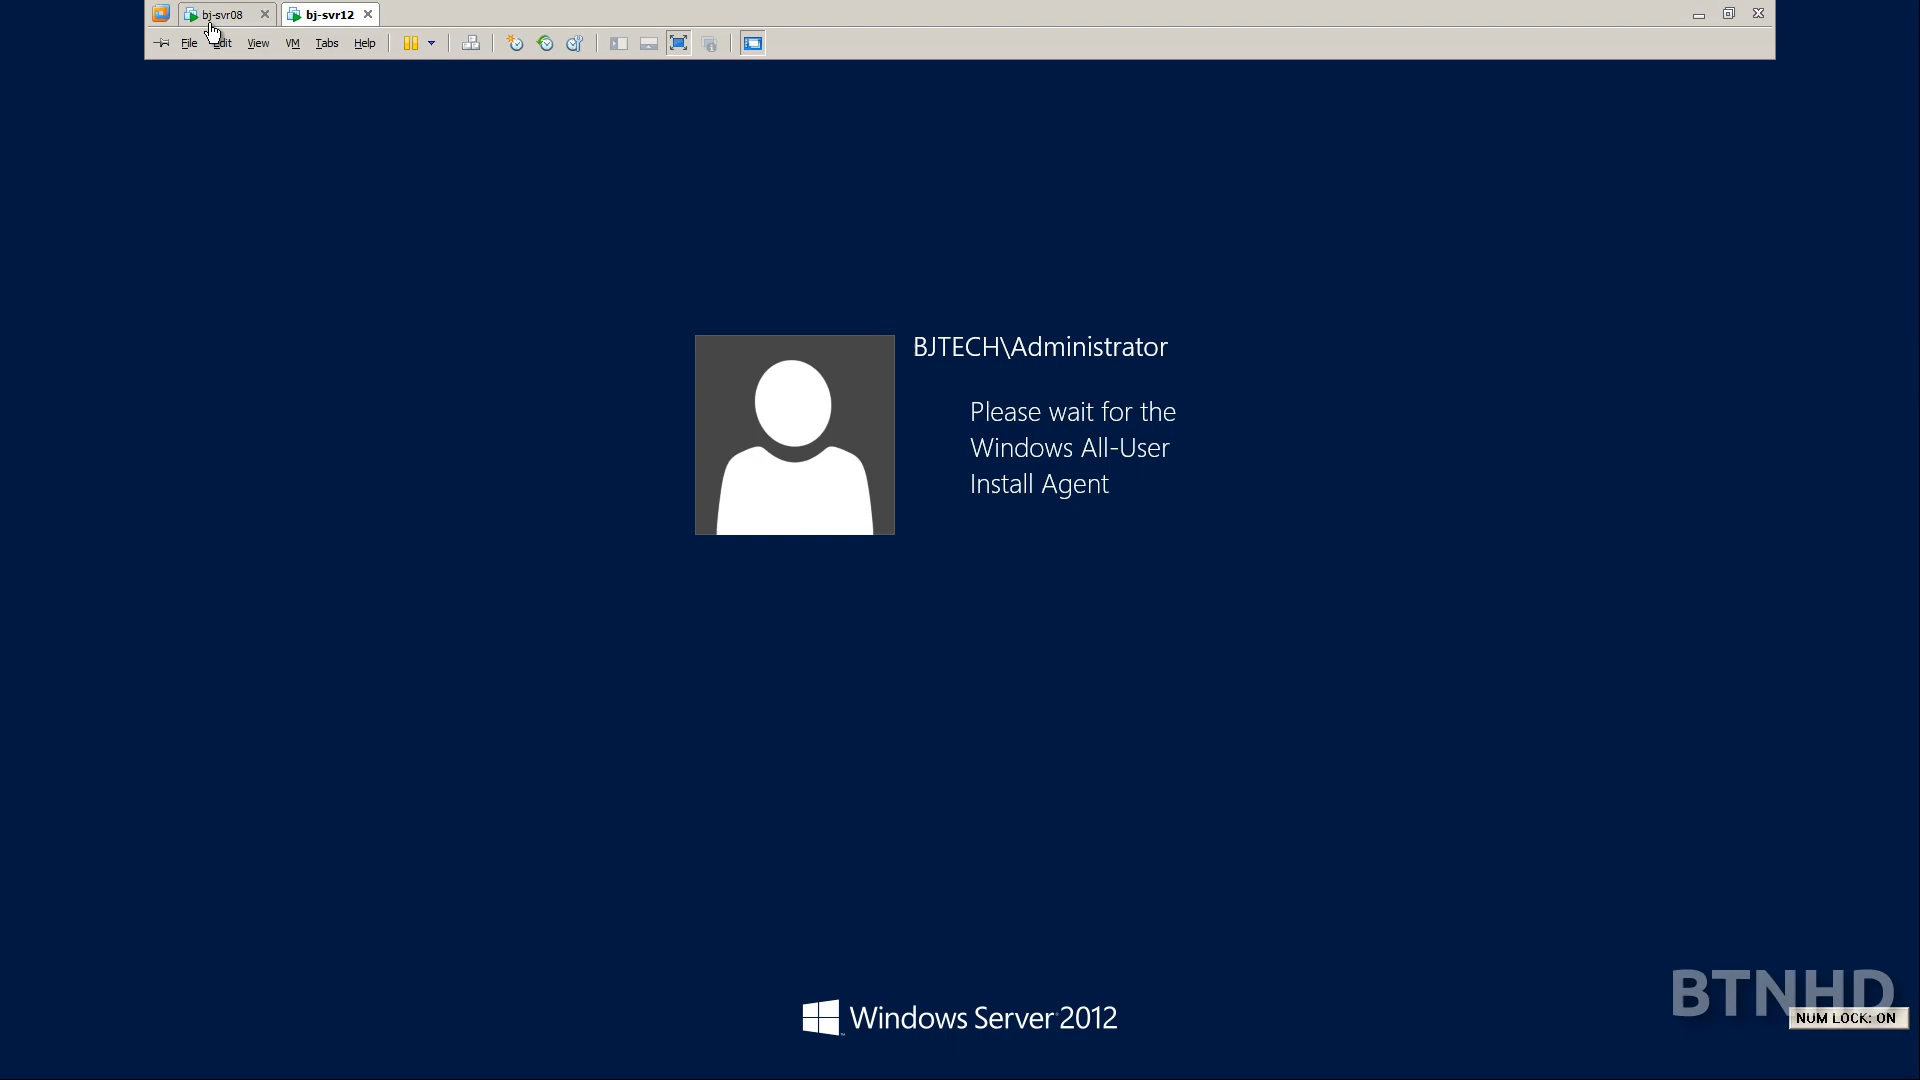 bj-svr08
bj-svr12
File Edit View VM Tabs Help
BJTECH\Administrator
Please wait for the
Windows All-User
Install Agent
Windows Server 2012
BTNHD
NUM LOCK: ON